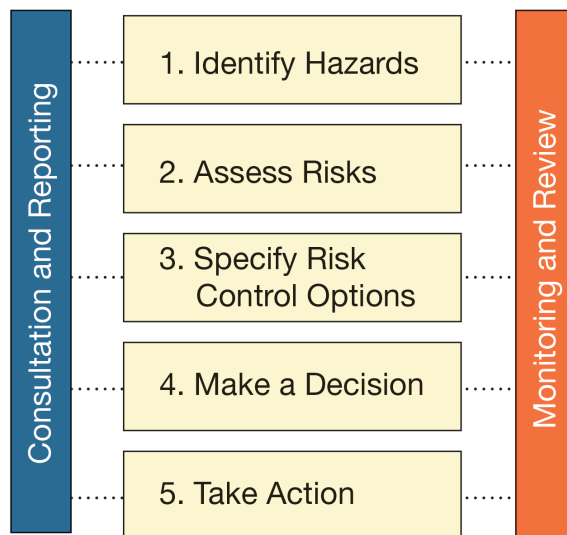 Consultation and Reporting
1. Identify Hazards
2. Assess Risks
3. Specify Risk
Control Options
4. Make a Decision
5. Take Action
Monitoring and Review